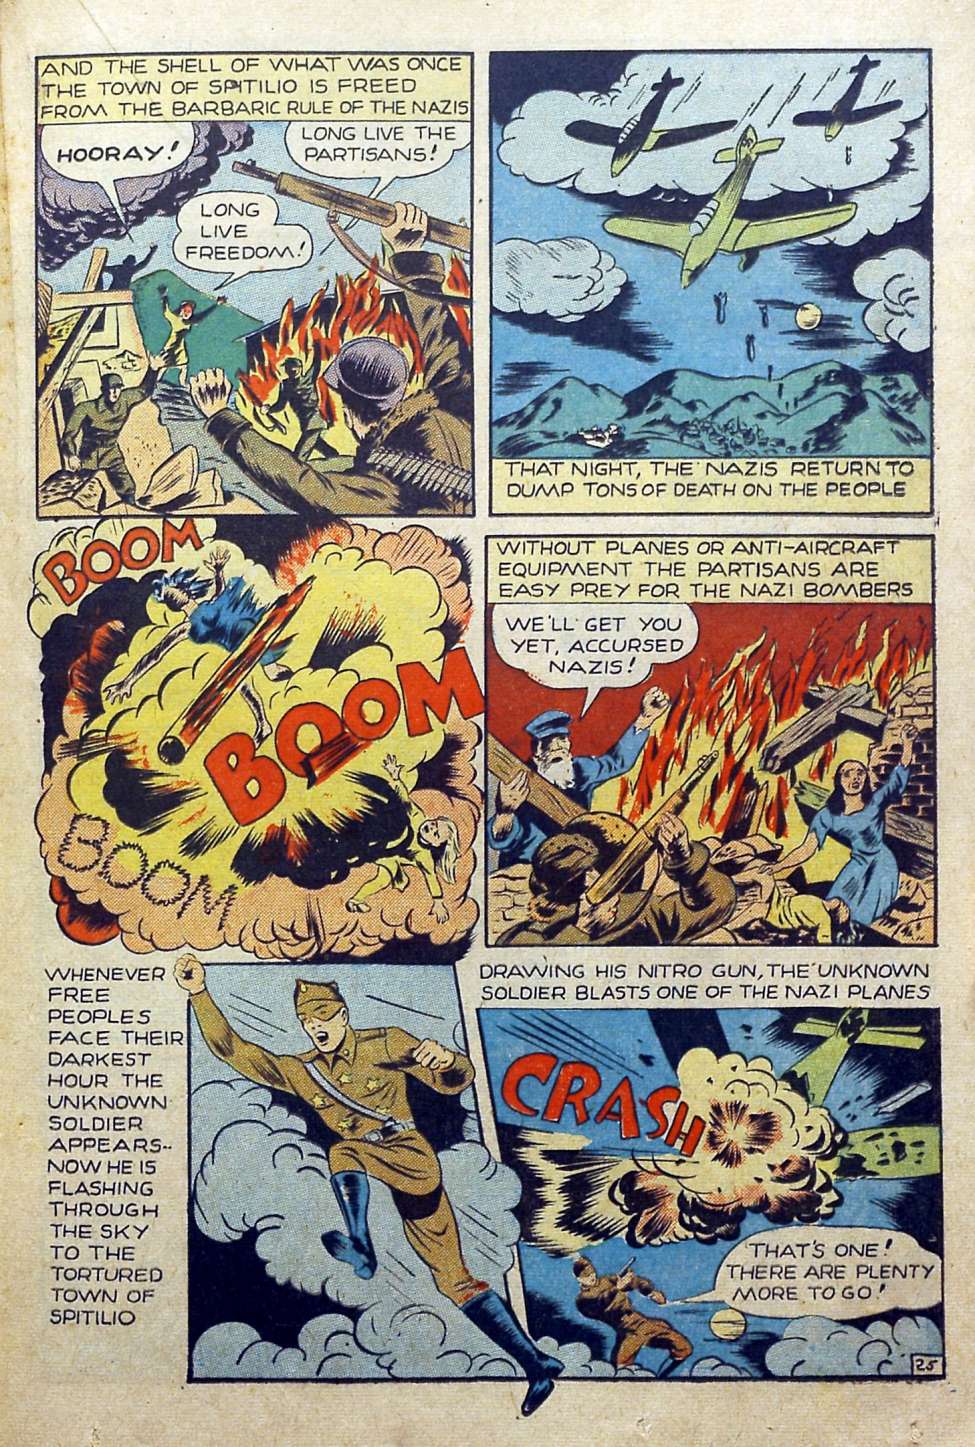 AND THE SHELL OF WHAT WAS ONCE
THE TOWN OF SPITILIO IS FREED
FROM THE BARBARIC RULE OF THE NAZIS
HOORAY!
LONG LIVE THE
PARTISANS!
LONG
LIVE
FREEDOM!
THAT NIGHT, THE NAZIS RETURN TO
DUMP TONS OF DEATH ON THE PEOPLE
BOOM
BOOM
BOOM
WITHOUT PLANES OR ANTI-AIRCRAFT
EQUIPMENT THE PARTISANS ARE
EASY PREY FOR THE NAZI BOMBERS
WE'LL GET YOU
YET, ACCURSED
NAZIS!
WHENEVER
FREE
PEOPLES
FACE THEIR
DARKEST
HOUR THE
UNKNOWN
SOLDIER
APPEARS--
NOW HE IS
FLASHING
THROUGH
THE SKY
TO THE
TORTURED
TOWN OF
SPITILIO
DRAWING HIS NITRO GUN, THE UNKNOWN
SOLDIER BLASTS ONE OF THE NAZI PLANES
CRASH
THAT'S ONE!
THERE ARE PLENTY
MORE TO GO!
25